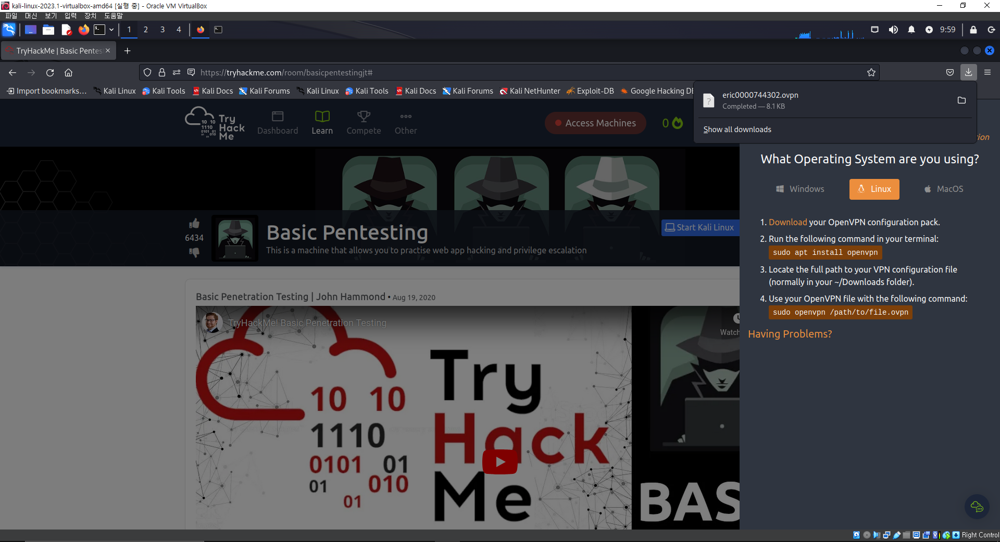 kali-linux-2023.1-virtualbox-amd64 [실행 중] - Oracle VM VirtualBox
파일 머신 보기 입력 장치 도움말
1 2 3 4 9:59
TryHackMe | Basic Pentes
https://tryhackme.com/room/basicpentestingjt#
Import bookmarks... Kali Linux Kali Tools Kali Docs Kali Forums Kali Linux Kali Tools Kali Docs Kali Forums Kali NetHunter Exploit-DB Google Hacking DB
eric0000744302.ovpn
Completed — 8.1 KB
Show all downloads
10 10
1110
0101 01
01 01 010
Try
Hack
Me
Dashboard Learn Compete Other
Access Machines
0
What Operating System are you using?
Windows Linux MacOS
1. Download your OpenVPN configuration pack.
2. Run the following command in your terminal:
sudo apt install openvpn
3. Locate the full path to your VPN configuration file
(normally in your ~/Downloads folder).
4. Use your OpenVPN file with the following command:
sudo openvpn /path/to/file.ovpn
Having Problems?
6434
Basic Pentesting
This is a machine that allows you to practise web app hacking and privilege escalation
Start Kali Linux
Basic Penetration Testing | John Hammond • Aug 19, 2020
TryHackMe! Basic Penetration Testing
Watch
10 10
1110
0101 01
01 010
01
Try
Hack
Me
BAS
Right Control